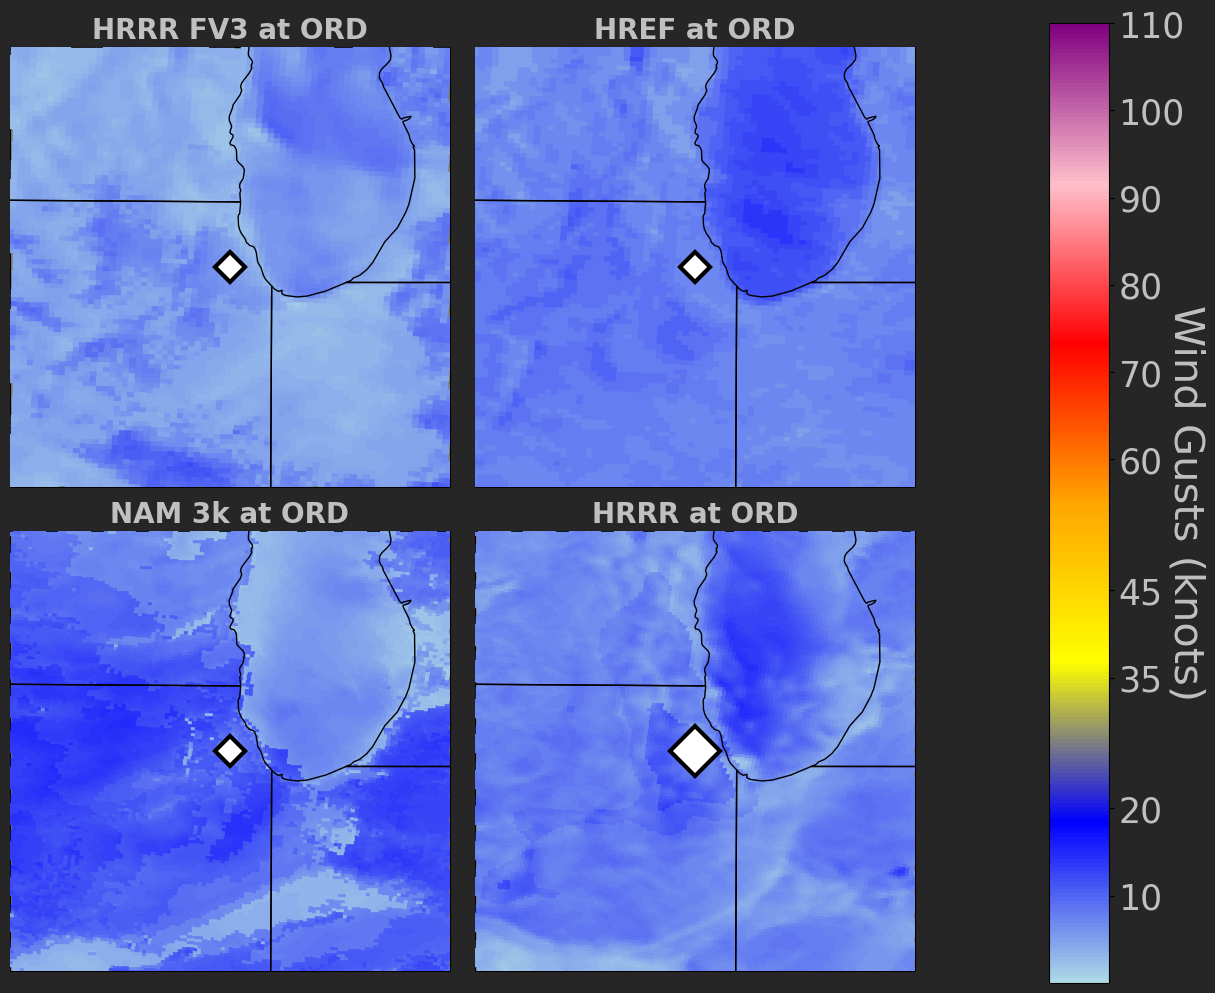 HRRR FV3 at ORD
HREF at ORD
NAM 3k at ORD
HRRR at ORD
110
100
90
80
70
60
45
35
20
10
Wind Gusts (knots)